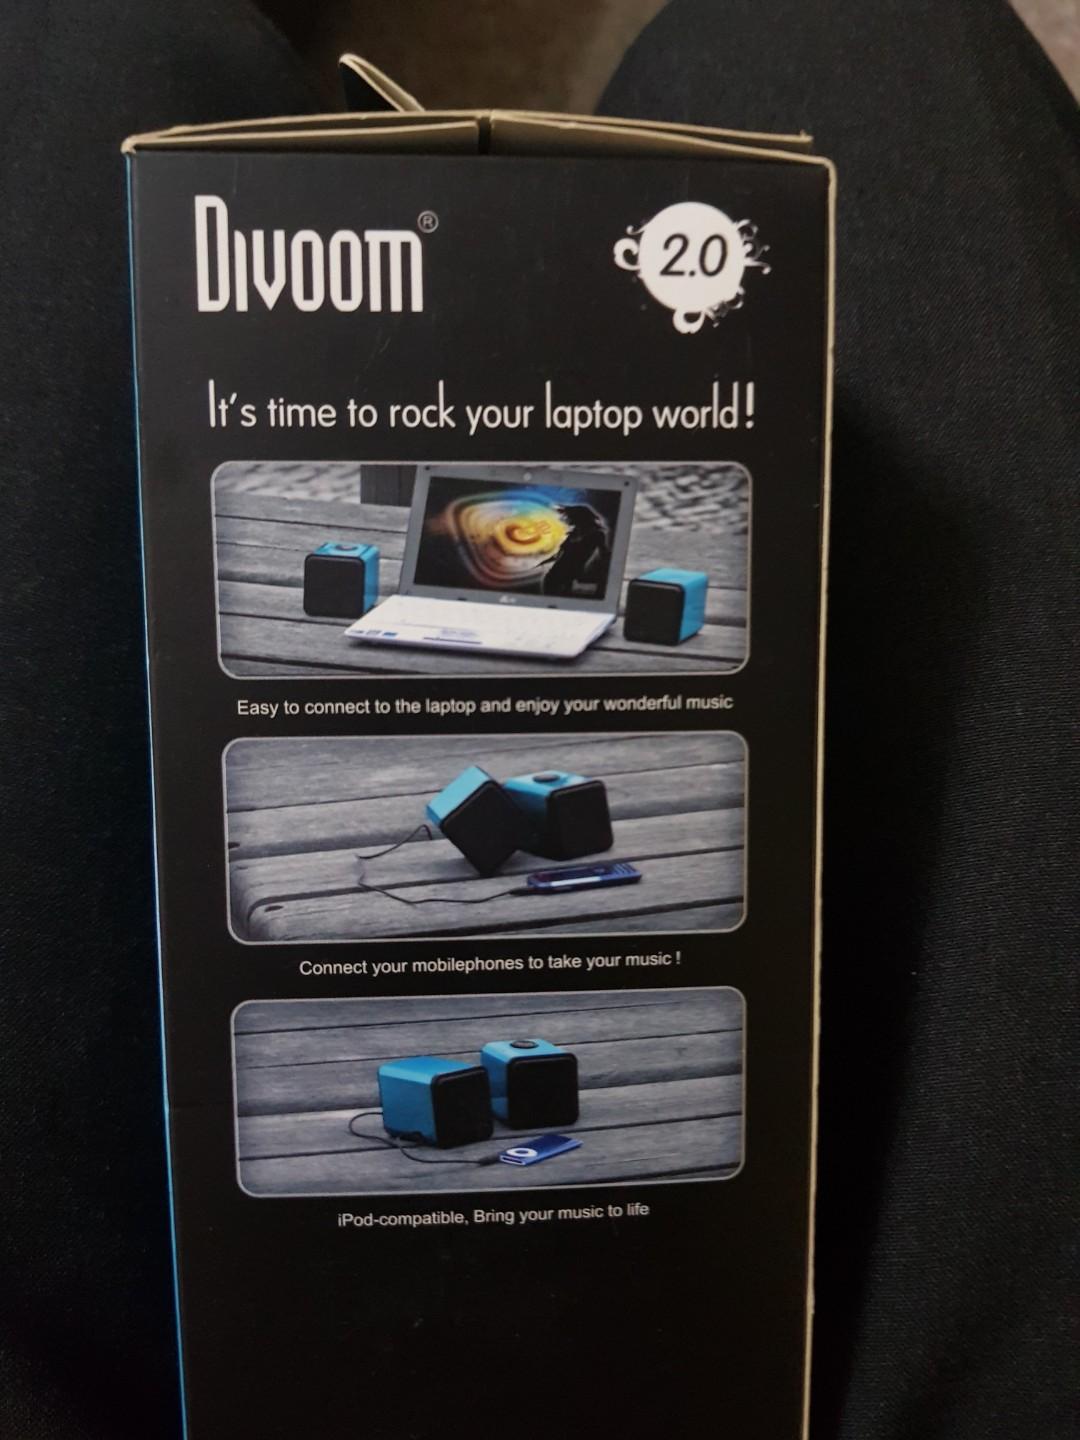 Divoom®
2.0
It's time to rock your laptop world!
Easy to connect to the laptop and enjoy your wonderful music
Connect your mobilephones to take your music !
iPod-compatible, Bring your music to life